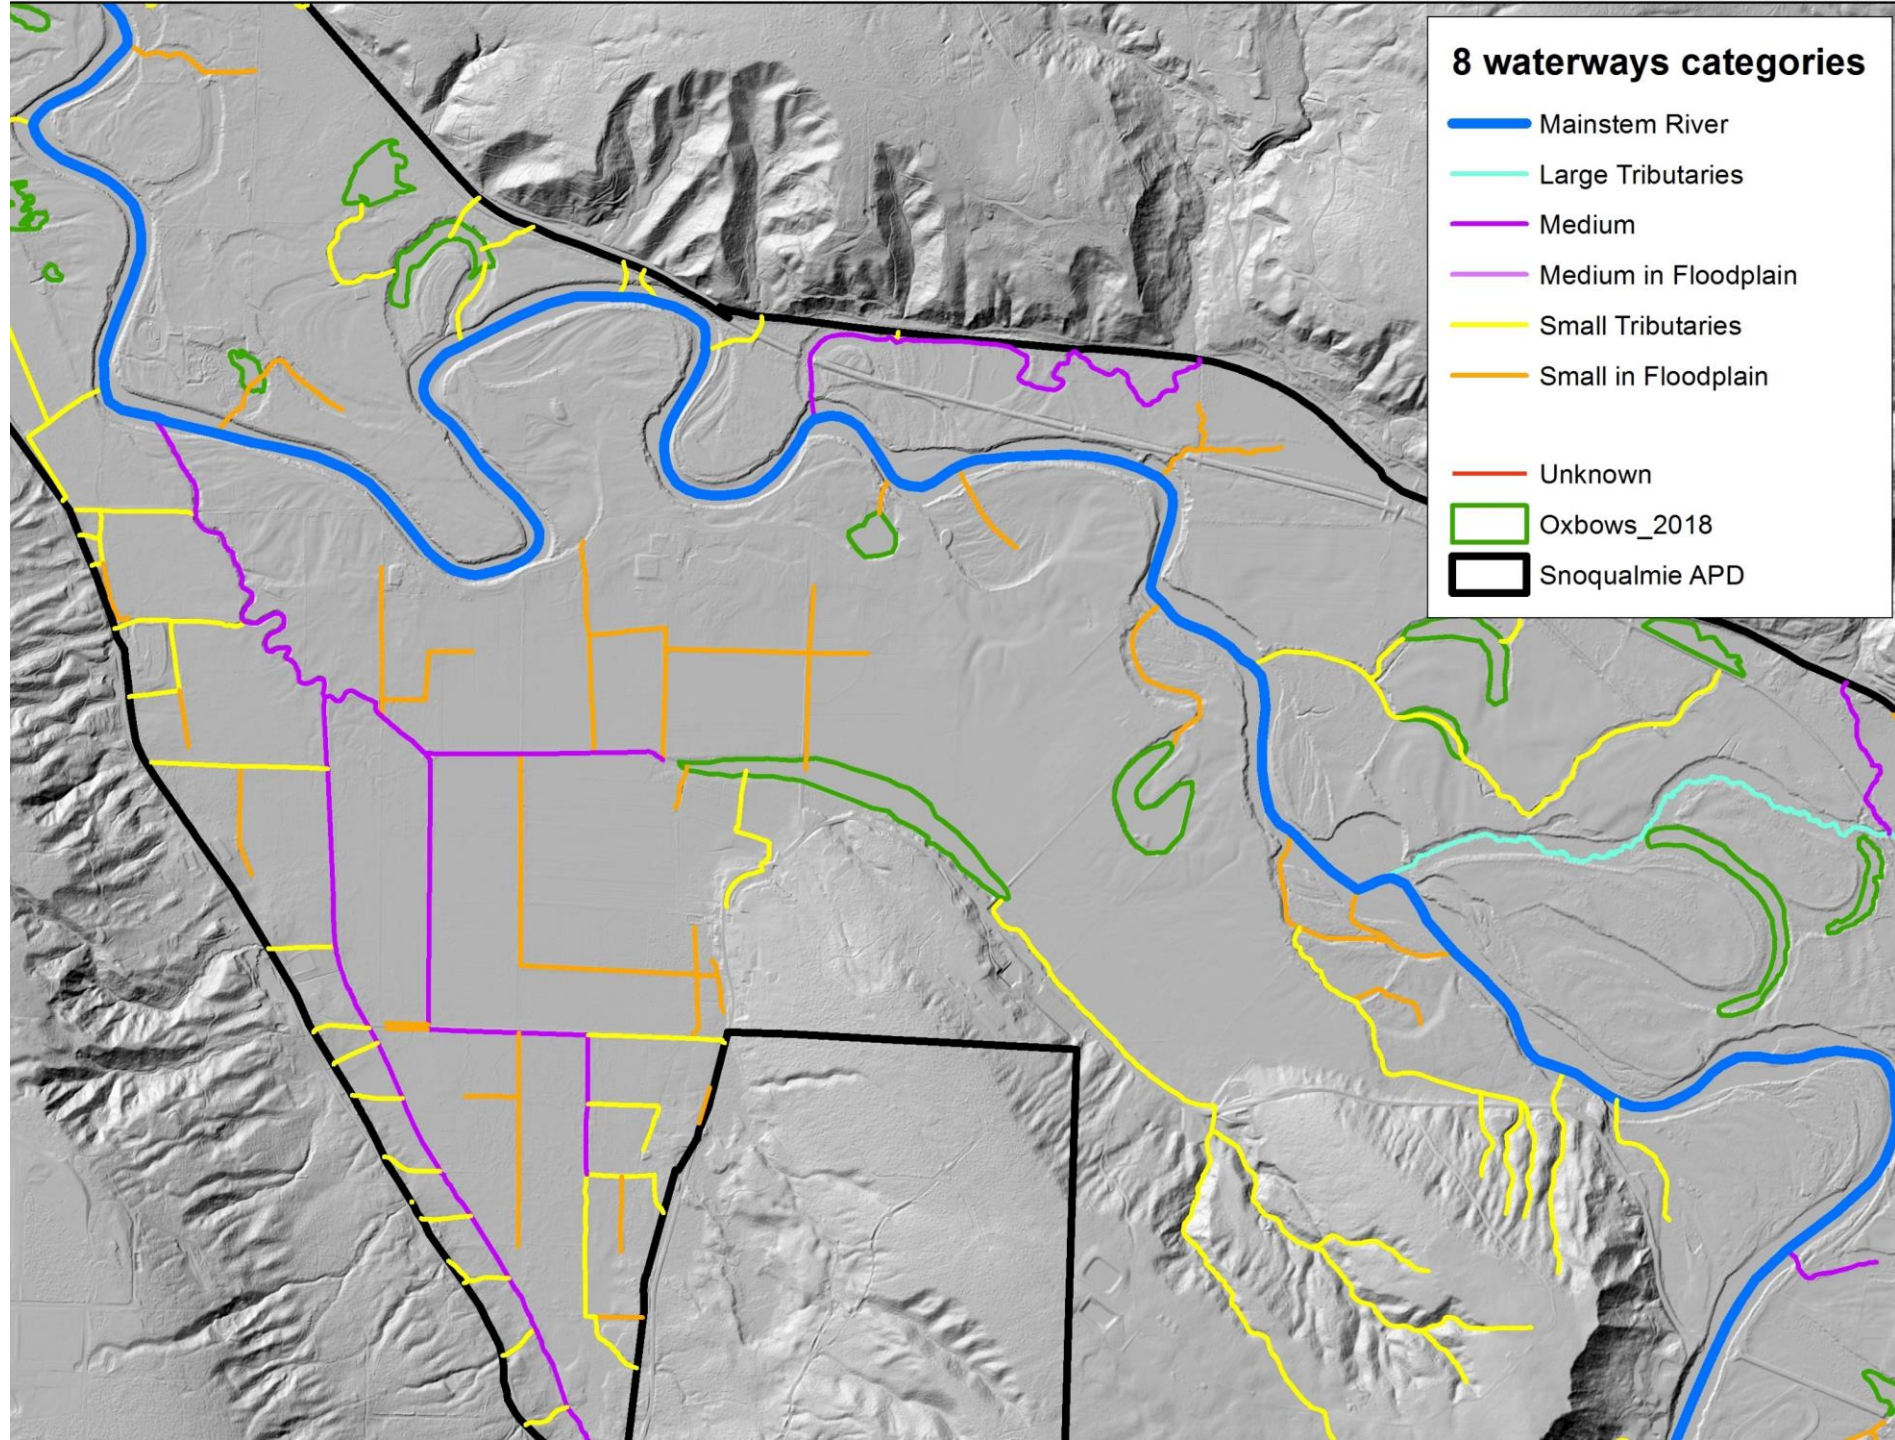 8 waterways categories
Mainstem River
Large Tributaries
Medium
Medium in Floodplain
Small Tributaries
Small in Floodplain
Unknown
Oxbows_2018
Snoqualmie APD